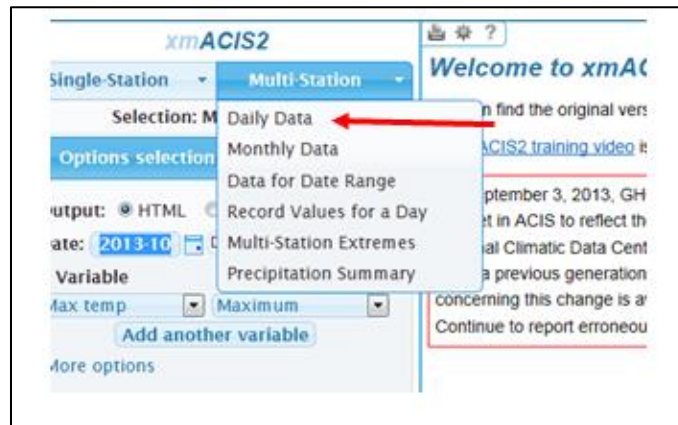 xmACIS2
Single-Station
Multi-Station
Selection: M
Options selection
Daily Data
Monthly Data
Data for Date Range
Record Values for a Day
Multi-Station Extremes
Precipitation Summary
utput: HTML
ate: 2013-10
Variable
Max temp
Maximum
Add another variable
More options
?
Welcome to xmA
n find the original vers
ACIS2 training video is
ptember 3, 2013, GH
t in ACIS to reflect th
al Climatic Data Cent
a previous generation
concerning this change is a
Continue to report erroneou